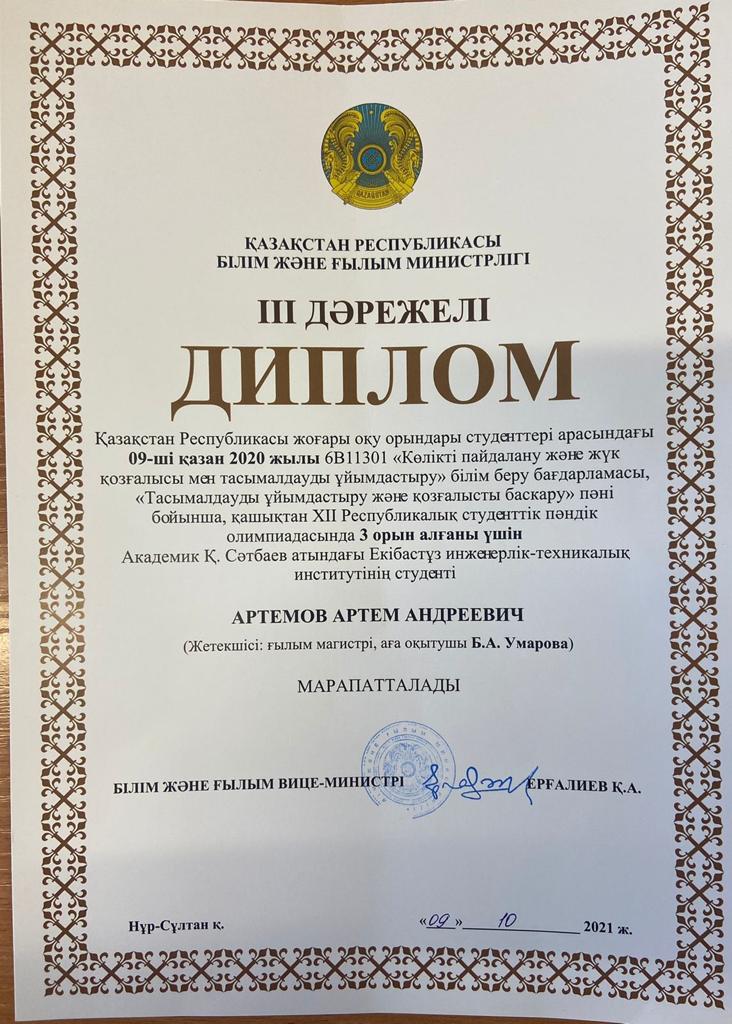 QAZAQSTAN
ҚАЗАҚСТАН РЕСПУБЛИКАСЫ
БІЛІМ ЖӘНЕ ҒЫЛЫМ МИНИСТРЛІГІ
III ДӘРЕЖЕЛІ
ДИПЛОМ
Қазақстан Республикасы жоғары оқу орындары студенттері арасындағы
09-ші қазан 2020 жылы 6В11301 «Көлікті пайдалану және жүк
қозғалысы мен тасымалдауды ұйымдастыру» білім беру бағдарламасы,
«Тасымалдауды ұйымдастыру және қозғалысты басқару» пәні
бойынша, қашықтан XII Республикалық студенттік пәндік
олимпиадасында 3 орын алғаны үшін
Академик Қ. Сәтбаев атындағы Екібастұз инженерлік-техникалық
институтінің студенті
АРТЕМОВ АРТЕМ АНДРЕЕВИЧ
(Жетекшісі: ғылым магистрі, аға оқытушы Б.А. Умарова)
МАРАПАТТАЛАДЫ
БІЛІМ ЖӘНЕ ҒЫЛЫМ ВИЦЕ-МИНИСТРІ ЕРҒАЛИЕВ Қ.А.
Нұр-Сұлтан қ. «09» 10 2021 ж.